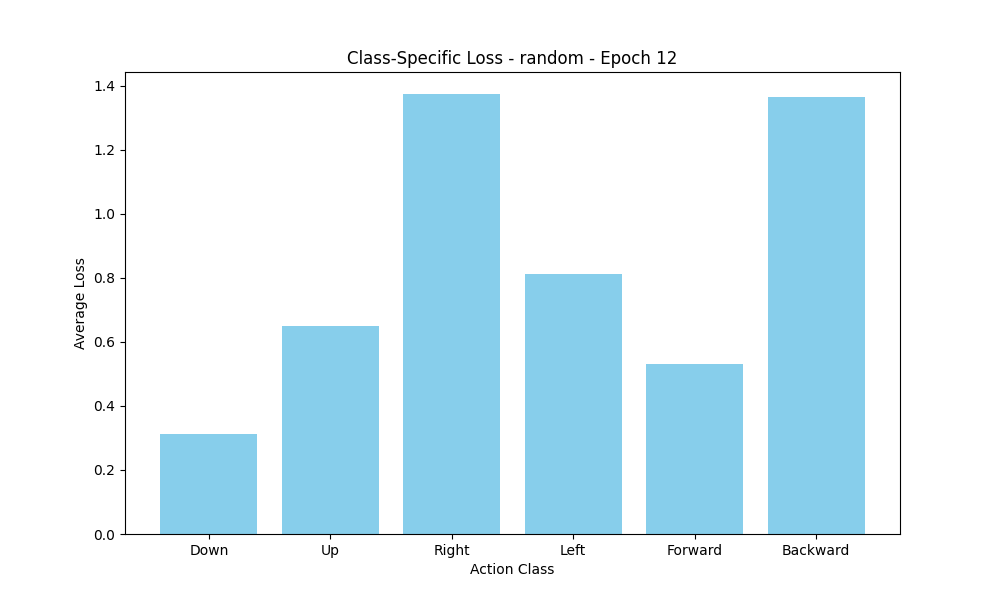 Class-Specific Loss - random - Epoch 12
Average Loss
1.4
1.2
1.0
0.8
0.6
0.4
0.2
0.0
Down Up Right Left Forward Backward
Action Class